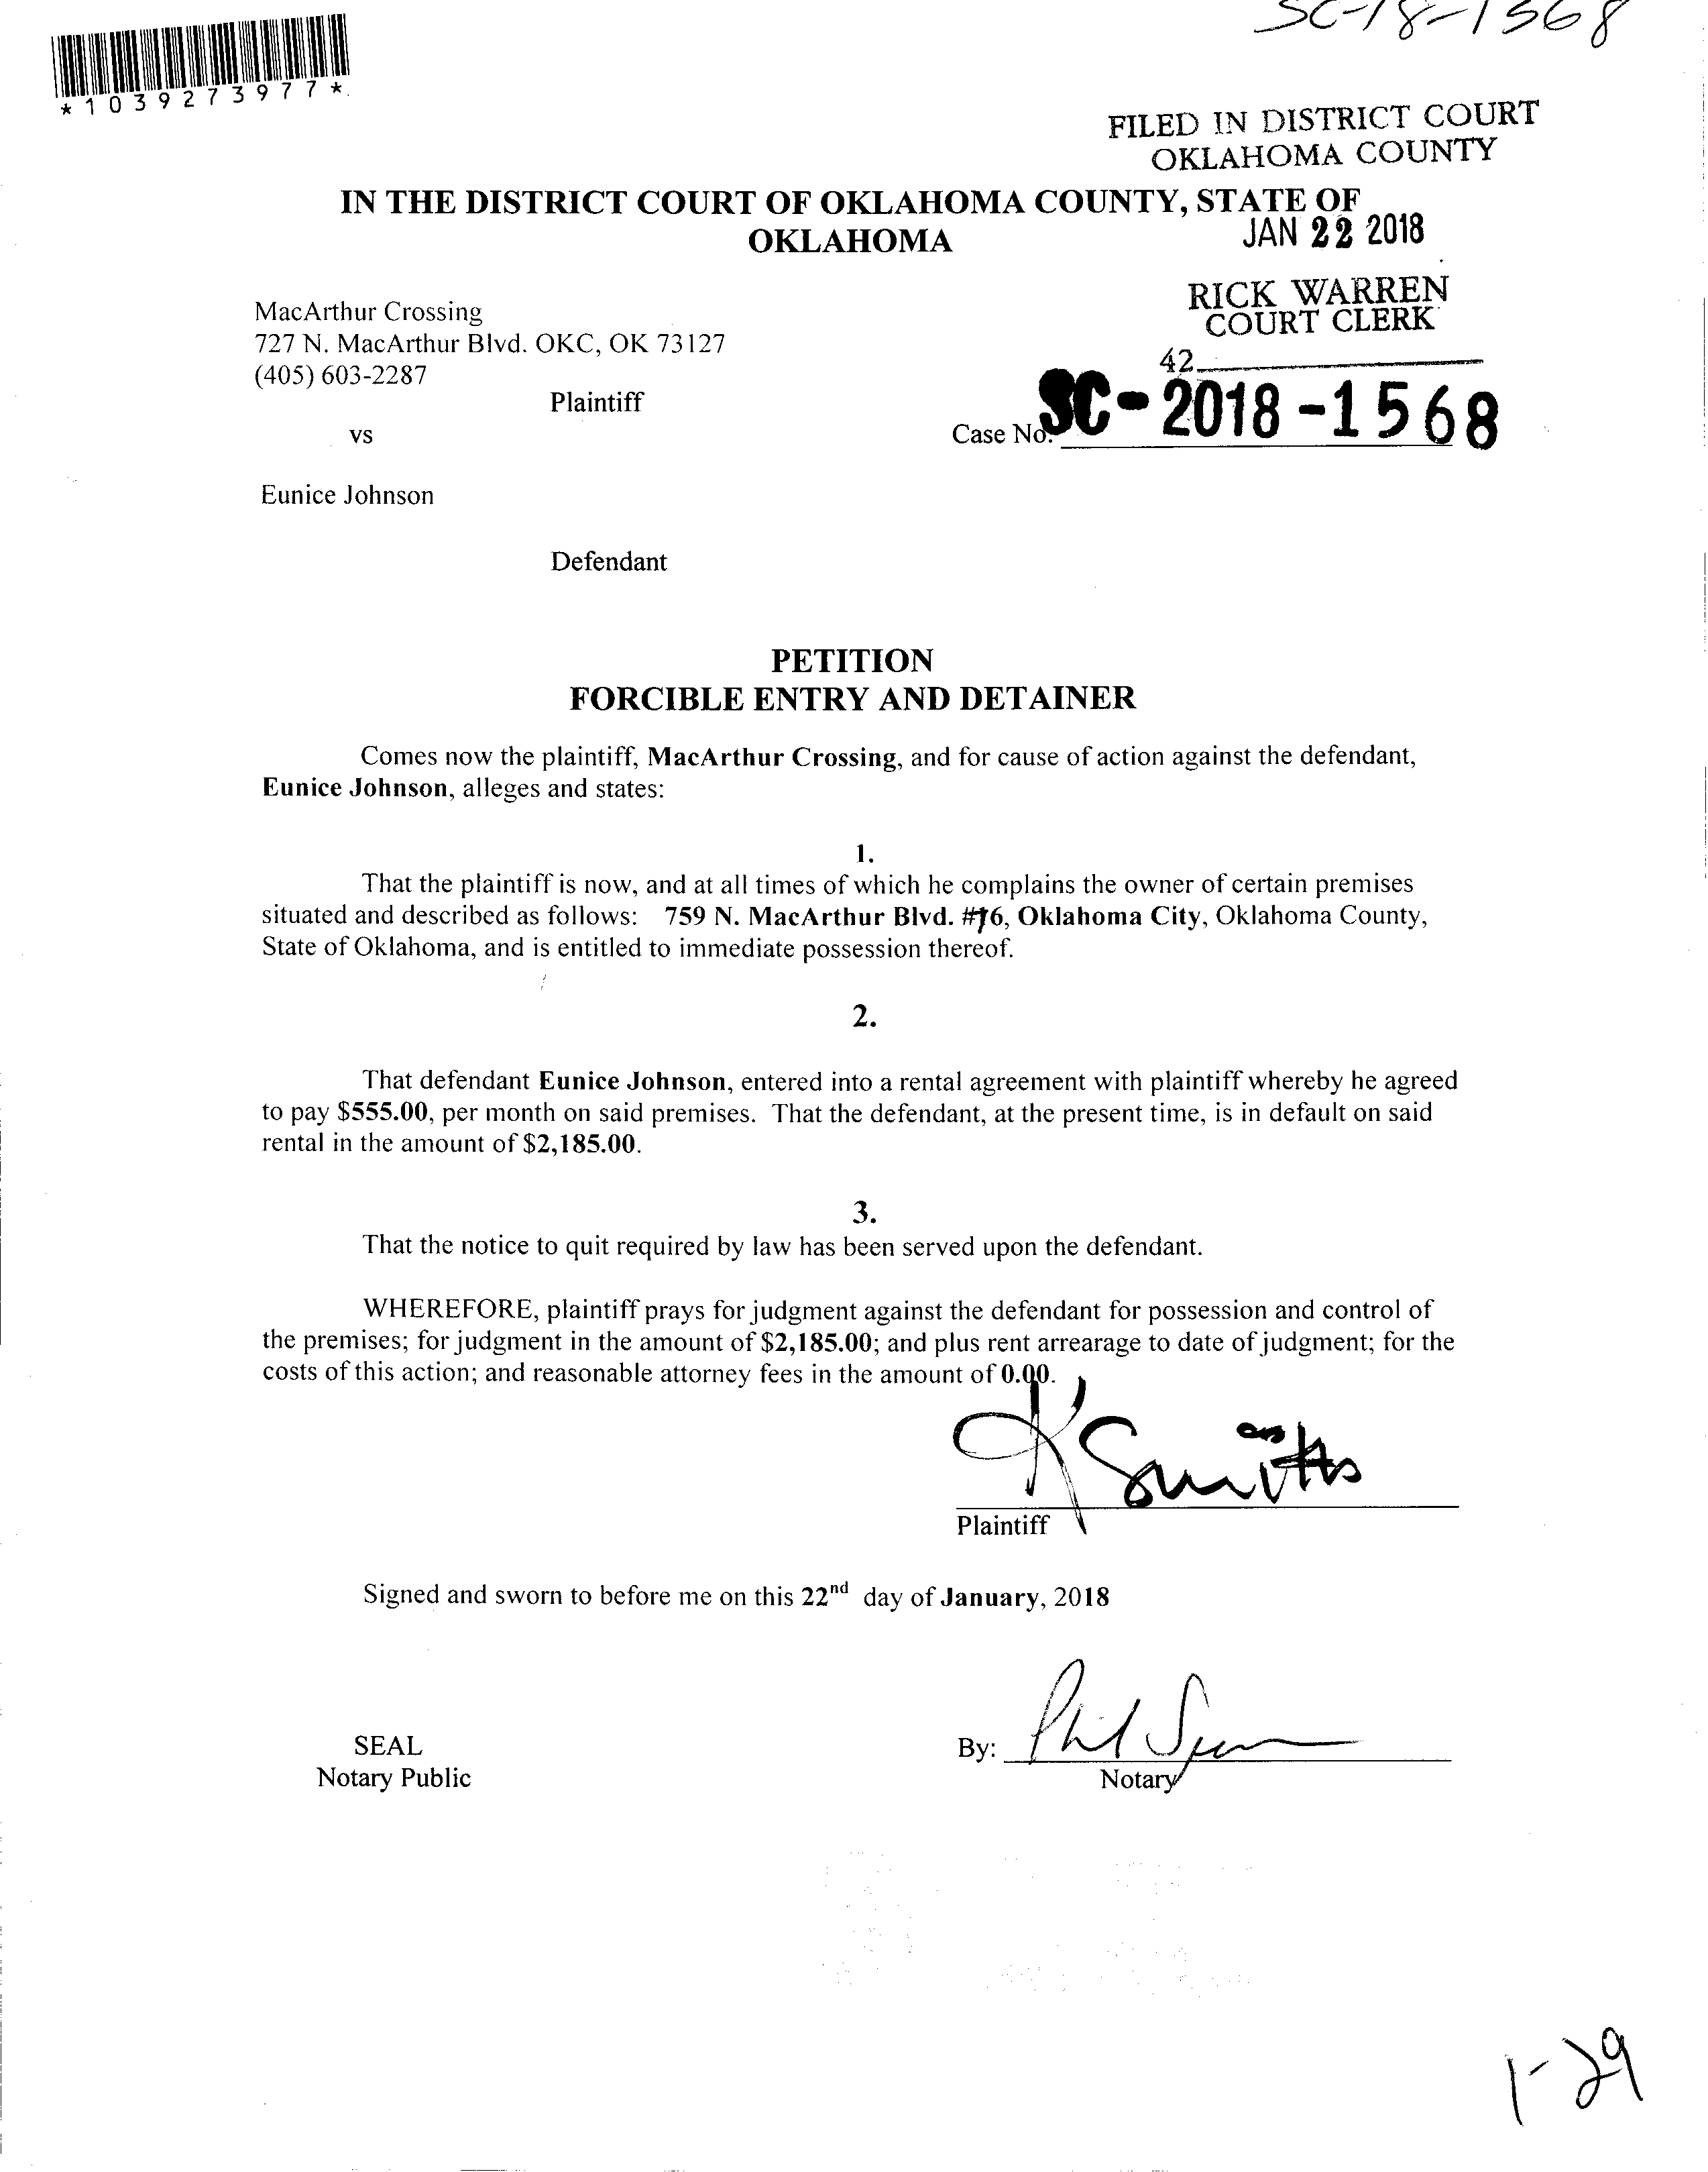 SC-18-1568
*1039273977*
FILED IN DISTRICT COURT
OKLAHOMA COUNTY
IN THE DISTRICT COURT OF OKLAHOMA COUNTY, STATE OF
OKLAHOMA
JAN 22 2018
RICK WARREN
COURT CLERK
42
MacArthur Crossing
727 N. MacArthur Blvd. OKC, OK 73127
(405) 603-2287
Plaintiff
vs
Case No. SC-2018-1568
Eunice Johnson
Defendant
PETITION
FORCIBLE ENTRY AND DETAINER
Comes now the plaintiff, MacArthur Crossing, and for cause of action against the defendant,
Eunice Johnson, alleges and states:
1.
That the plaintiff is now, and at all times of which he complains the owner of certain premises
situated and described as follows: 759 N. MacArthur Blvd. #76, Oklahoma City, Oklahoma County,
State of Oklahoma, and is entitled to immediate possession thereof.
2.
That defendant Eunice Johnson, entered into a rental agreement with plaintiff whereby he agreed
to pay $555.00, per month on said premises. That the defendant, at the present time, is in default on said
rental in the amount of $2,185.00.
3.
That the notice to quit required by law has been served upon the defendant.
WHEREFORE, plaintiff prays for judgment against the defendant for possession and control of
the premises; for judgment in the amount of $2,185.00; and plus rent arrearage to date of judgment; for the
costs of this action; and reasonable attorney fees in the amount of 0.00.
K Smith
Plaintiff
Signed and sworn to before me on this 22nd day of January, 2018
SEAL
Notary Public
By: Phil
Notary
1-29